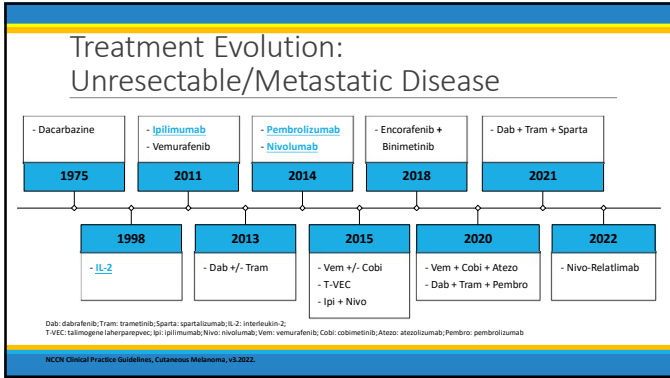 Treatment Evolution:
Unresectable/Metastatic Disease
- Dacarbazine
1975
- Ipilimumab
- Vemurafenib
2011
- Pembrolizumab
- Nivolumab
2014
- Encorafenib +
Binimetinib
2018
- Dab + Tram + Sparta
2021
1998
- IL-2
2013
- Dab +/- Tram
2015
- Vem +/- Cobi
- T-VEC
- Ipi + Nivo
2020
- Vem + Cobi + Atezo
- Dab + Tram + Pembro
2022
- Nivo-Relatlimab
Dab: dabrafenib; Tram: trametinib; Sparta: spartalizumab; IL-2: interleukin-2;
T-VEC: talimogene laherparepvec; Ipi: ipilimumab; Nivo: nivolumab; Vem: vemurafenib; Cobi: cobimetinib; Atezo: atezolizumab; Pembro: pembrolizumab
NCCN Clinical Practice Guidelines, Cutaneous Melanoma, v3.2022.